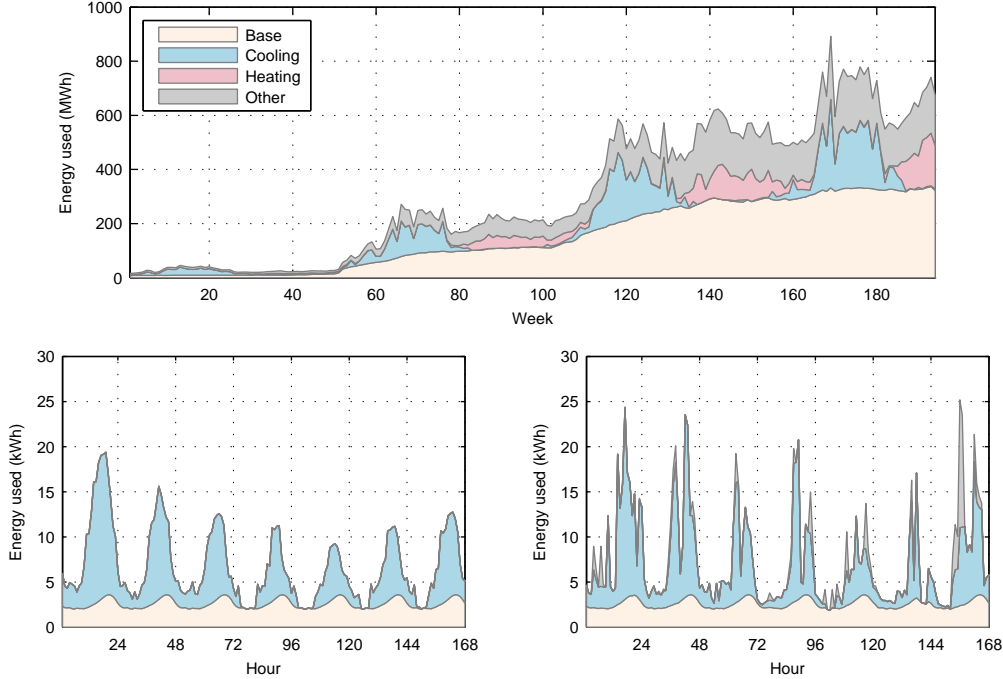 1000
800
600
400
200
0
Energy used (MWh)
Base
Cooling
Heating
Other
20 40 60 80 100 120 140 160 180
Week
30
25
20
15
10
5
0
Energy used (kWh)
24 48 72 96 120 144 168
Hour
30
25
20
15
10
5
0
Energy used (kWh)
24 48 72 96 120 144 168
Hour